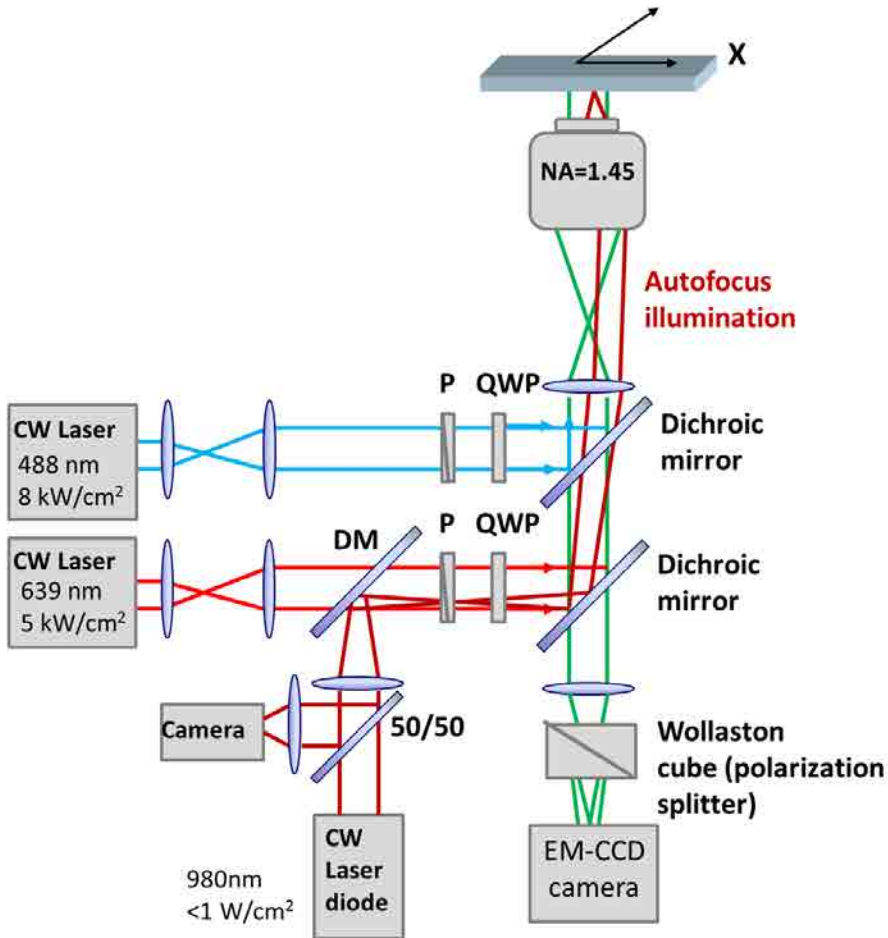 X
NA=1.45
Autofocus
illumination
P QWP
CW Laser
488 nm
8 kW/cm²
Dichroic
mirror
DM
P QWP
CW Laser
639 nm
5 kW/cm²
Dichroic
mirror
Camera
50/50
Wollaston
cube (polarization
splitter)
CW
Laser
diode
980nm
<1 W/cm²
EM-CCD
camera